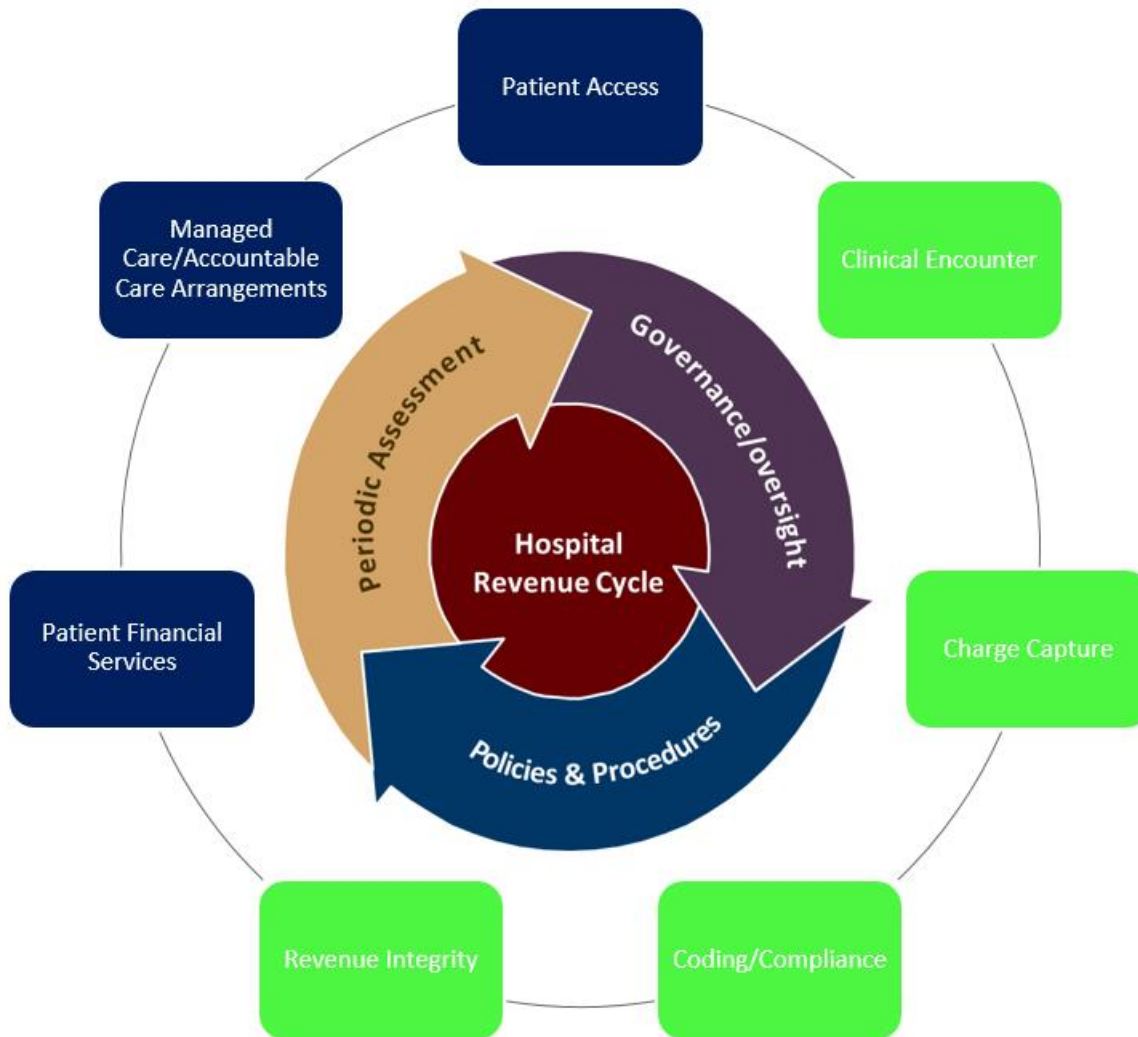 Patient Access
Managed
Care/Accountable
Care Arrangements
Clinical Encounter
Periodic Assessment
Governance/oversight
Hospital
Revenue Cycle
Patient Financial
Services
Charge Capture
Policies & Procedures
Revenue Integrity
Coding/Compliance